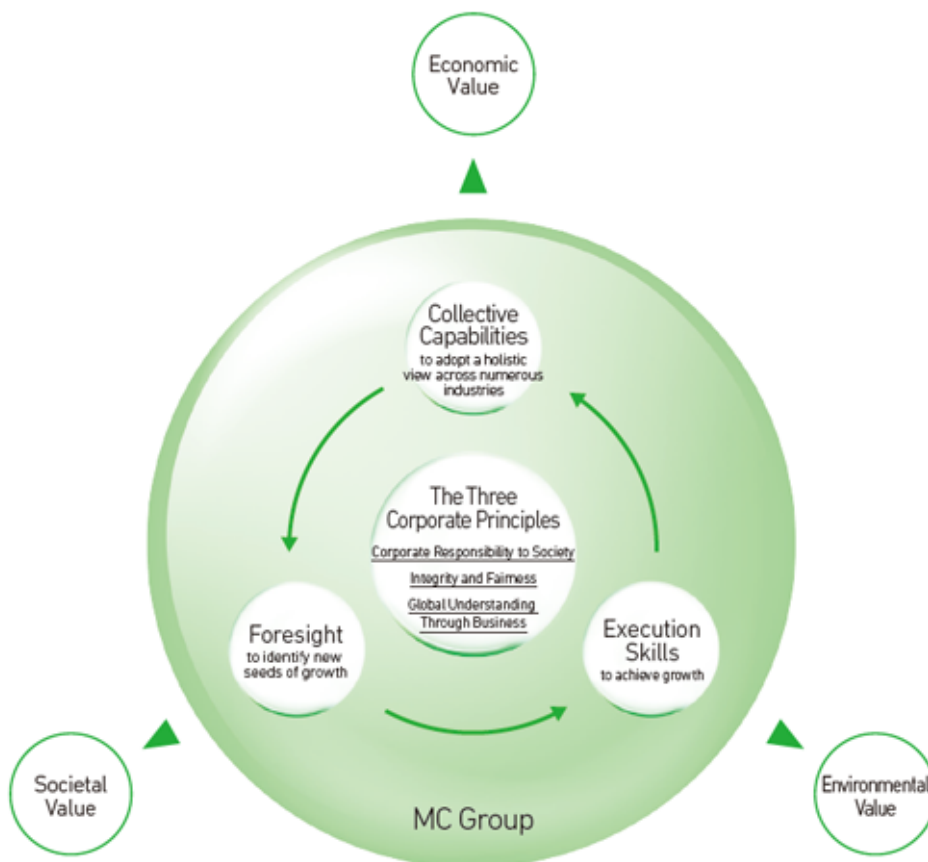 Economic
Value
Collective
Capabilities
to adopt a holistic
view across numerous
industries
The Three
Corporate Principles
Corporate Responsibility to Society
Integrity and Fairness
Global Understanding
Through Business
Foresight
to identify new
seeds of growth
Execution
Skills
to achieve growth
Societal
Value
Environmental
Value
MC Group